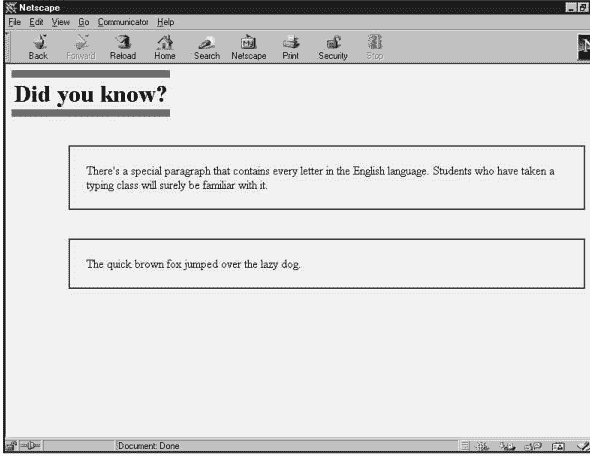 Netscape
File Edit View Go Communicator Help
Back Forward Reload Home Search Netscape Print Security Stop
Did you know?
There's a special paragraph that contains every letter in the English language. Students who have taken a
typing class will surely be familiar with it.
The quick brown fox jumped over the lazy dog.
Document: Done